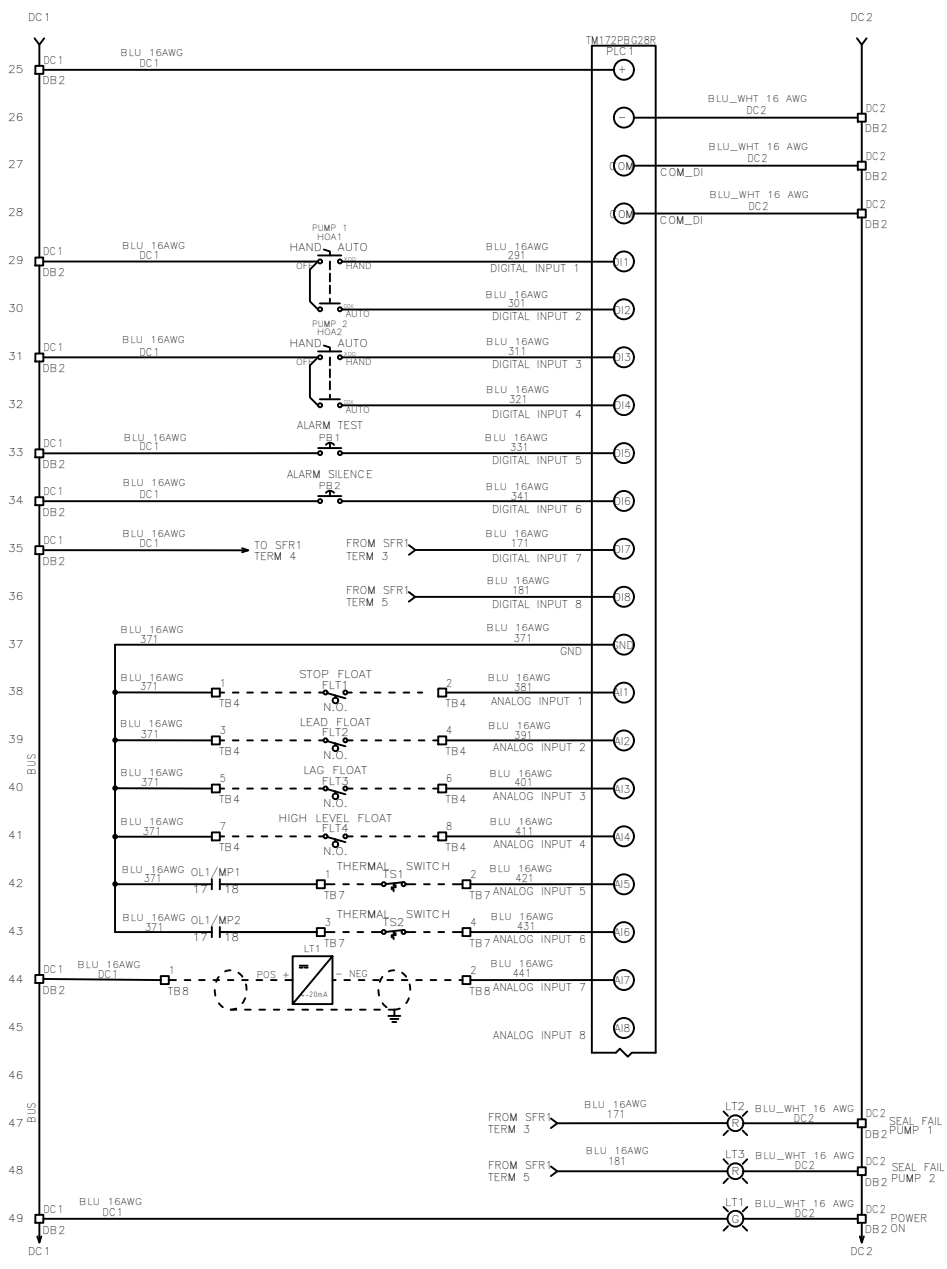 DC1
DC2
TM172PBG28R
PLC1
25
DC1
DB2
BLU 16AWG
DC1
+
26
−
BLU_WHT 16 AWG
DC2
DC2
DB2
27
COM
COM_DI
BLU_WHT 16 AWG
DC2
DC2
DB2
28
COM
COM_DI
BLU_WHT 16 AWG
DC2
DC2
DB2
PUMP 1
HOA1
HAND AUTO
29
DC1
DB2
BLU 16AWG
DC1
OFF
XOO
HAND
BLU 16AWG
291
DIGITAL INPUT 1
DI1
30
OOX
AUTO
BLU 16AWG
301
DIGITAL INPUT 2
DI2
PUMP 2
HOA2
HAND AUTO
31
DC1
DB2
BLU 16AWG
DC1
OFF
XOO
HAND
BLU 16AWG
311
DIGITAL INPUT 3
DI3
32
OOX
AUTO
BLU 16AWG
321
DIGITAL INPUT 4
DI4
ALARM TEST
PB1
33
DC1
DB2
BLU 16AWG
DC1
BLU 16AWG
331
DIGITAL INPUT 5
DI5
ALARM SILENCE
PB2
34
DC1
DB2
BLU 16AWG
DC1
BLU 16AWG
341
DIGITAL INPUT 6
DI6
35
DC1
DB2
BLU 16AWG
DC1
TO SFR1
TERM 4
FROM SFR1
TERM 3
BLU 16AWG
171
DIGITAL INPUT 7
DI7
36
FROM SFR1
TERM 5
BLU 16AWG
181
DIGITAL INPUT 8
DI8
37
BLU 16AWG
371
BLU 16AWG
371
GND
GND
38
BLU 16AWG
371
1
TB4
STOP FLOAT
FLT1
N.O.
2
TB4
BLU 16AWG
381
ANALOG INPUT 1
AI1
39
BLU 16AWG
371
3
TB4
LEAD FLOAT
FLT2
N.O.
4
TB4
BLU 16AWG
391
ANALOG INPUT 2
AI2
BUS
40
BLU 16AWG
371
5
TB4
LAG FLOAT
FLT3
N.O.
6
TB4
BLU 16AWG
401
ANALOG INPUT 3
AI3
41
BLU 16AWG
371
7
TB4
HIGH LEVEL FLOAT
FLT4
N.O.
8
TB4
BLU 16AWG
411
ANALOG INPUT 4
AI4
42
BLU 16AWG
371
OL1/MP1
17 18
1
TB7
THERMAL SWITCH
TS1
2
TB7
BLU 16AWG
421
ANALOG INPUT 5
AI5
43
BLU 16AWG
371
OL1/MP2
17 18
3
TB7
THERMAL SWITCH
TS2
4
TB7
BLU 16AWG
431
ANALOG INPUT 6
AI6
44
DC1
DB2
BLU 16AWG
DC1
1
TB8
LT1
POS +
− NEG
4-20mA
2
TB8
BLU 16AWG
441
ANALOG INPUT 7
AI7
45
ANALOG INPUT 8
AI8
46
BUS
47
FROM SFR1
TERM 3
BLU 16AWG
171
LT2
R
BLU_WHT 16 AWG
DC2
DC2
DB2
SEAL FAIL
PUMP 1
48
FROM SFR1
TERM 5
BLU 16AWG
181
LT3
R
BLU_WHT 16 AWG
DC2
DC2
DB2
SEAL FAIL
PUMP 2
49
DC1
DB2
BLU 16AWG
DC1
LT1
G
BLU_WHT 16 AWG
DC2
DC2
DB2
POWER
ON
DC1
DC2